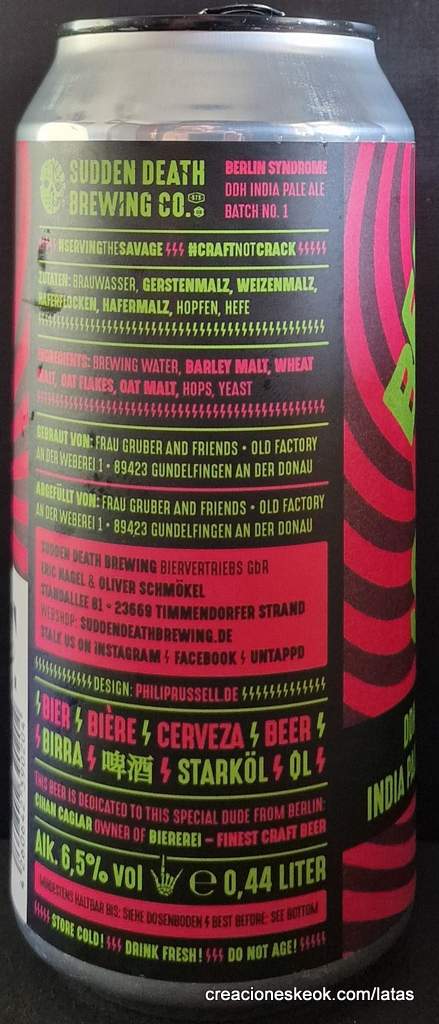 SUDDEN DEATH
BREWING CO.
BERLIN SYNDROME
DDH INDIA PALE ALE
BATCH NO. 1
#SERVINGTHESAVAGE #CRAFTNOTCRACK
ZUTATEN: BRAUWASSER, GERSTENMALZ, WEIZENMALZ,
HAFERFLOCKEN, HAFERMALZ, HOPFEN, HEFE
INGREDIENTS: BREWING WATER, BARLEY MALT, WHEAT
MALT, OAT FLAKES, OAT MALT, HOPS, YEAST
GEBRAUT VON: FRAU GRUBER AND FRIENDS • OLD FACTORY
AN DER WEBEREI 1 • 89423 GUNDELFINGEN AN DER DONAU
ABGEFÜLLT VON: FRAU GRUBER AND FRIENDS • OLD FACTORY
AN DER WEBEREI 1 • 89423 GUNDELFINGEN AN DER DONAU
SUDDEN DEATH BREWING BIERVERTRIEBS GbR
ERIC NAGEL & OLIVER SCHMÖKEL
STANDALLEE 81 - 23669 TIMMENDORFER STRAND
WEBSHOP: SUDDENDEATHBREWING.DE
STALK US ON INSTAGRAM FACEBOOK UNTAPPD
DESIGN: PHILIPRUSSELL.DE
BIER BIÈRE CERVEZA BEER
BIRRA 啤酒 STARKÖL ØL
THIS BEER IS DEDICATED TO THIS SPECIAL DUDE FROM BERLIN:
CIHAN CAGLAR OWNER OF BIEREREI – FINEST CRAFT BEER
Alk. 6,5% vol ℮ 0,44 LITER
MINDESTENS HALTBAR BIS: SIEHE DOSENBODEN BEST BEFORE: SEE BOTTOM
STORE COLD! DRINK FRESH! DO NOT AGE!
BE
DDH
INDIA PA
creacioneskeok.com/latas